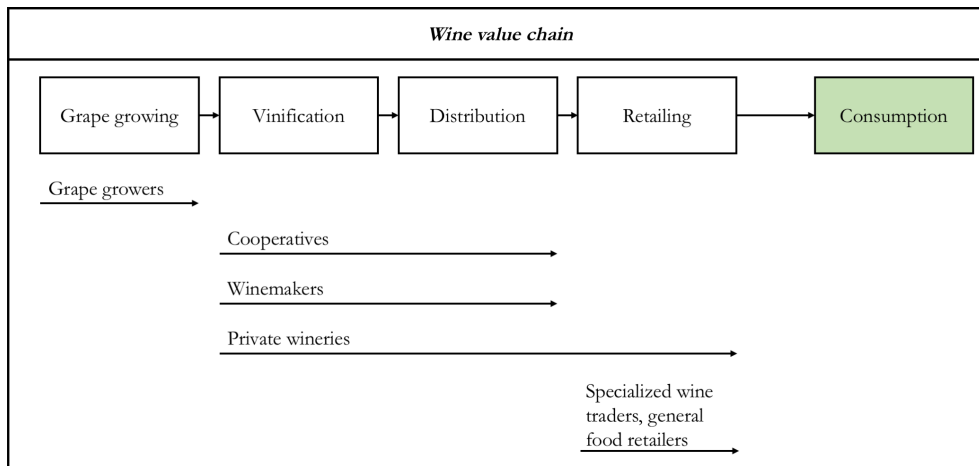 Wine value chain
Grape growing
Vinification
Distribution
Retailing
Consumption
Grape growers
Cooperatives
Winemakers
Private wineries
Specialized wine
traders, general
food retailers